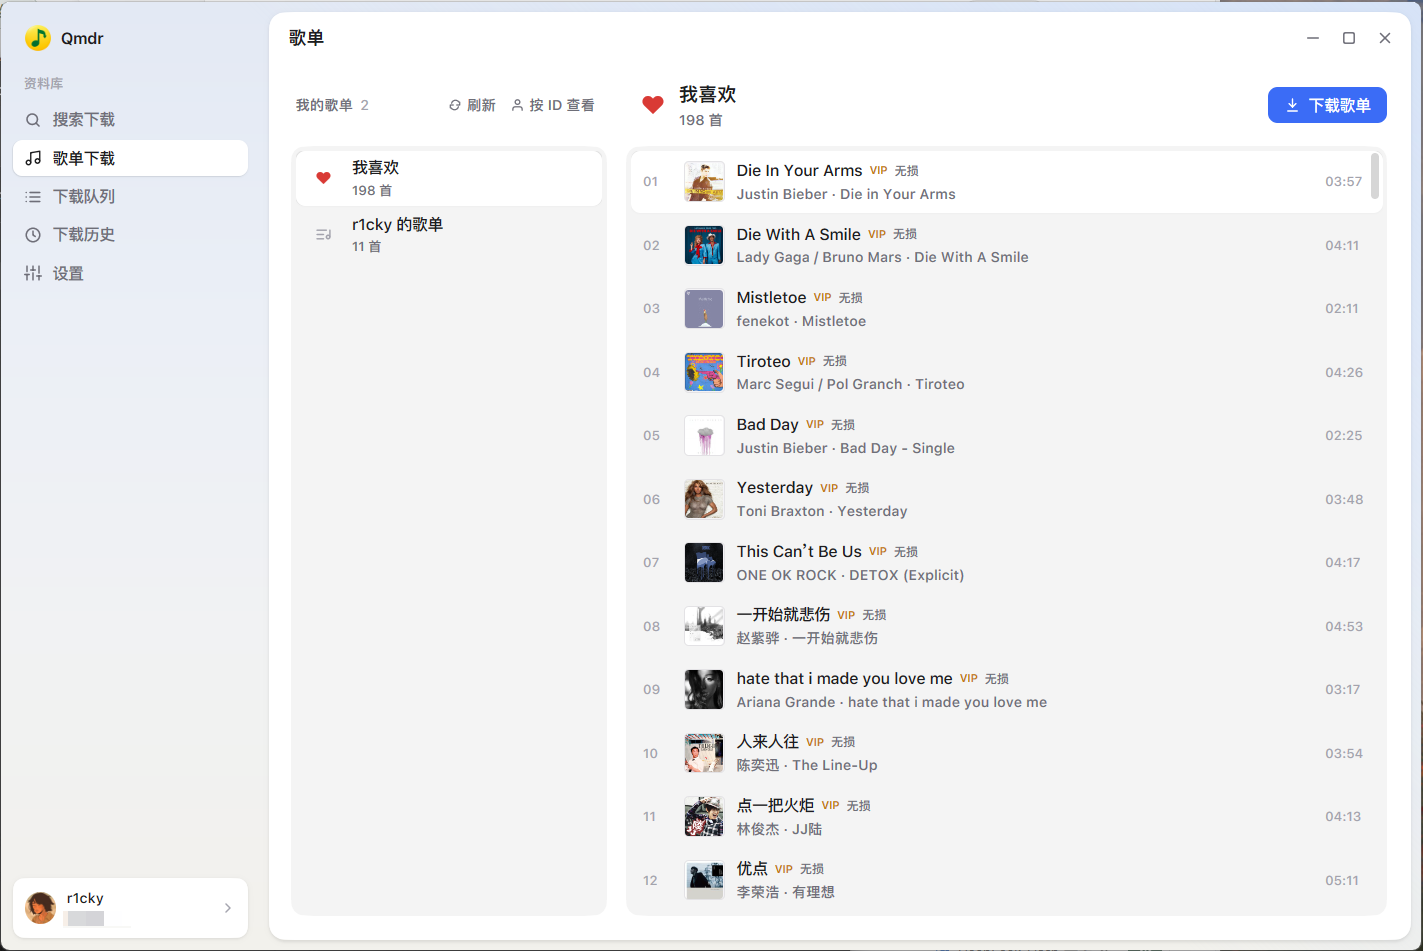 Qmdr
资料库
搜索下载
歌单下载
下载队列
下载历史
设置
r1cky
歌单
我的歌单 2
刷新
按 ID 查看
我喜欢
198 首
r1cky 的歌单
11 首
我喜欢
198 首
下载歌单
01
Die In Your Arms VIP 无损
Justin Bieber · Die in Your Arms
03:57
02
Die With A Smile VIP 无损
Lady Gaga / Bruno Mars · Die With A Smile
04:11
03
Mistletoe VIP 无损
fenekot · Mistletoe
02:11
04
Tiroteo VIP 无损
Marc Segui / Pol Granch · Tiroteo
04:26
05
Bad Day VIP 无损
Justin Bieber · Bad Day - Single
02:25
06
Yesterday VIP 无损
Toni Braxton · Yesterday
03:48
07
This Can’t Be Us VIP 无损
ONE OK ROCK · DETOX (Explicit)
04:17
08
一开始就悲伤 VIP 无损
赵紫骅 · 一开始就悲伤
04:53
09
hate that i made you love me VIP 无损
Ariana Grande · hate that i made you love me
03:17
10
人来人往 VIP 无损
陈奕迅 · The Line-Up
03:54
11
点一把火炬 VIP 无损
林俊杰 · JJ陆
04:13
12
优点 VIP 无损
李荣浩 · 有理想
05:11